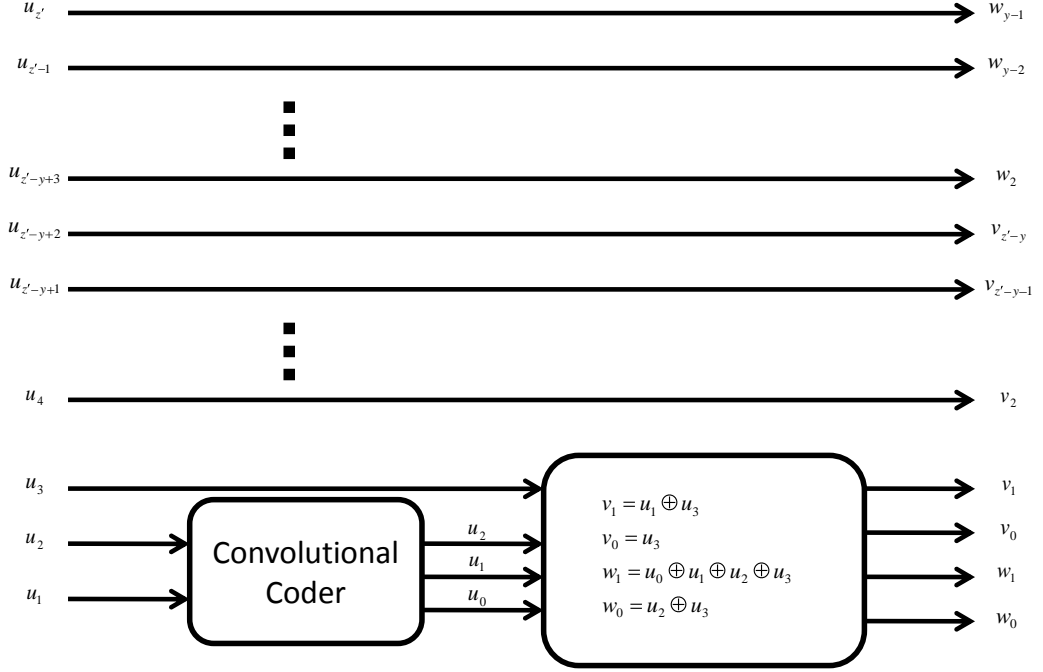 u_{z'} w_{y-1}
u_{z'-1} w_{y-2}
u_{z'-y+3} w_2
u_{z'-y+2} v_{z'-y}
u_{z'-y+1} v_{z'-y-1}
u_4 v_2
u_3 v_1
u_2 v_0
u_1 w_1
w_0
Convolutional
Coder
u_2
u_1
u_0
v_1 = u_1 ⊕ u_3
v_0 = u_3
w_1 = u_0 ⊕ u_1 ⊕ u_2 ⊕ u_3
w_0 = u_2 ⊕ u_3